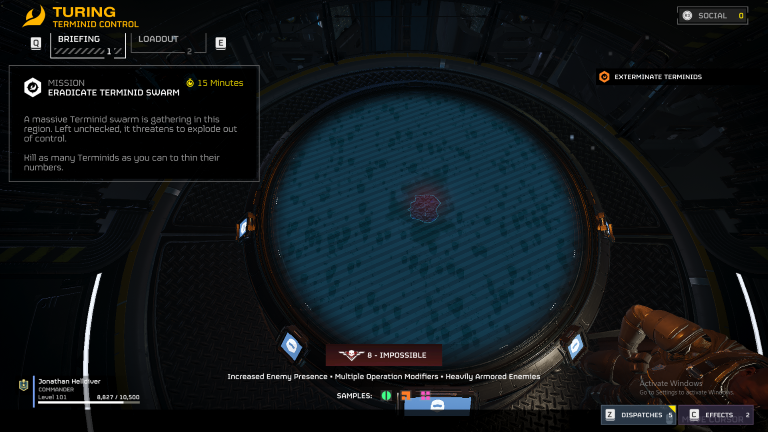 TURING
TERMINID CONTROL
SOCIAL 0
Q
BRIEFING
1
LOADOUT
2
E
MISSION
15 Minutes
ERADICATE TERMINID SWARM
A massive Terminid swarm is gathering in this
region. Left unchecked, it threatens to explode out
of control.
Kill as many Terminids as you can to thin their
numbers.
EXTERMINATE TERMINIDS
8 - IMPOSSIBLE
Increased Enemy Presence • Multiple Operation Modifiers • Heavily Armored Enemies
SAMPLES:
Jonathan Helldiver
COMMANDER
Level 101
8,827 / 10,500
Activate Windows
Go to Settings to activate Windows.
Z DISPATCHES 5
C EFFECTS 2
MOVE CURSOR